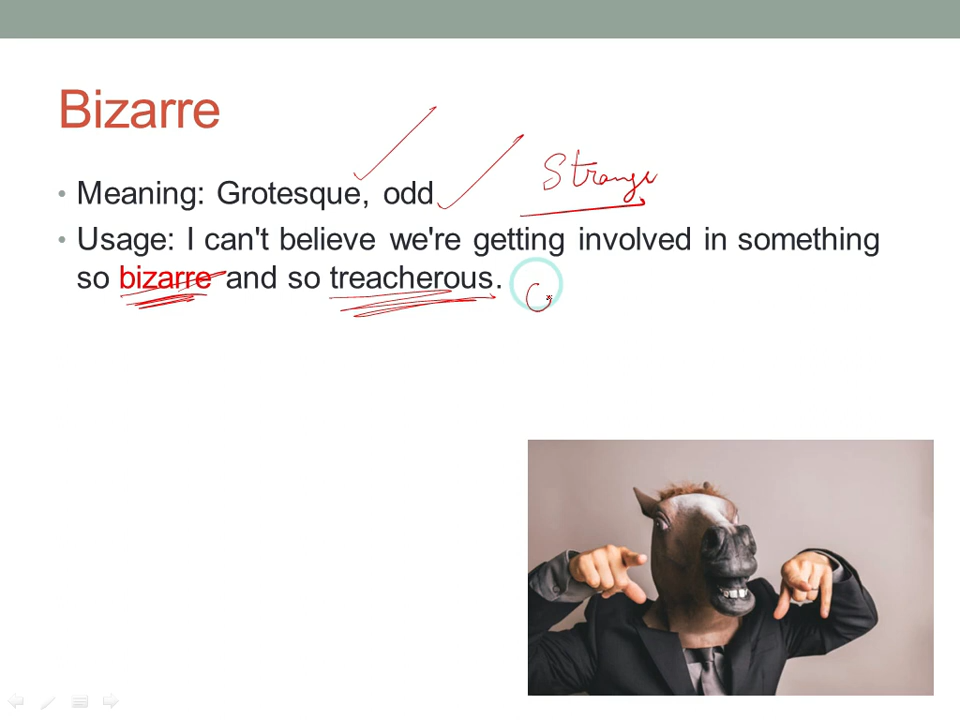 Bizarre
Strange
• Meaning: Grotesque, odd
• Usage: I can't believe we're getting involved in something
so bizarre and so treacherous.